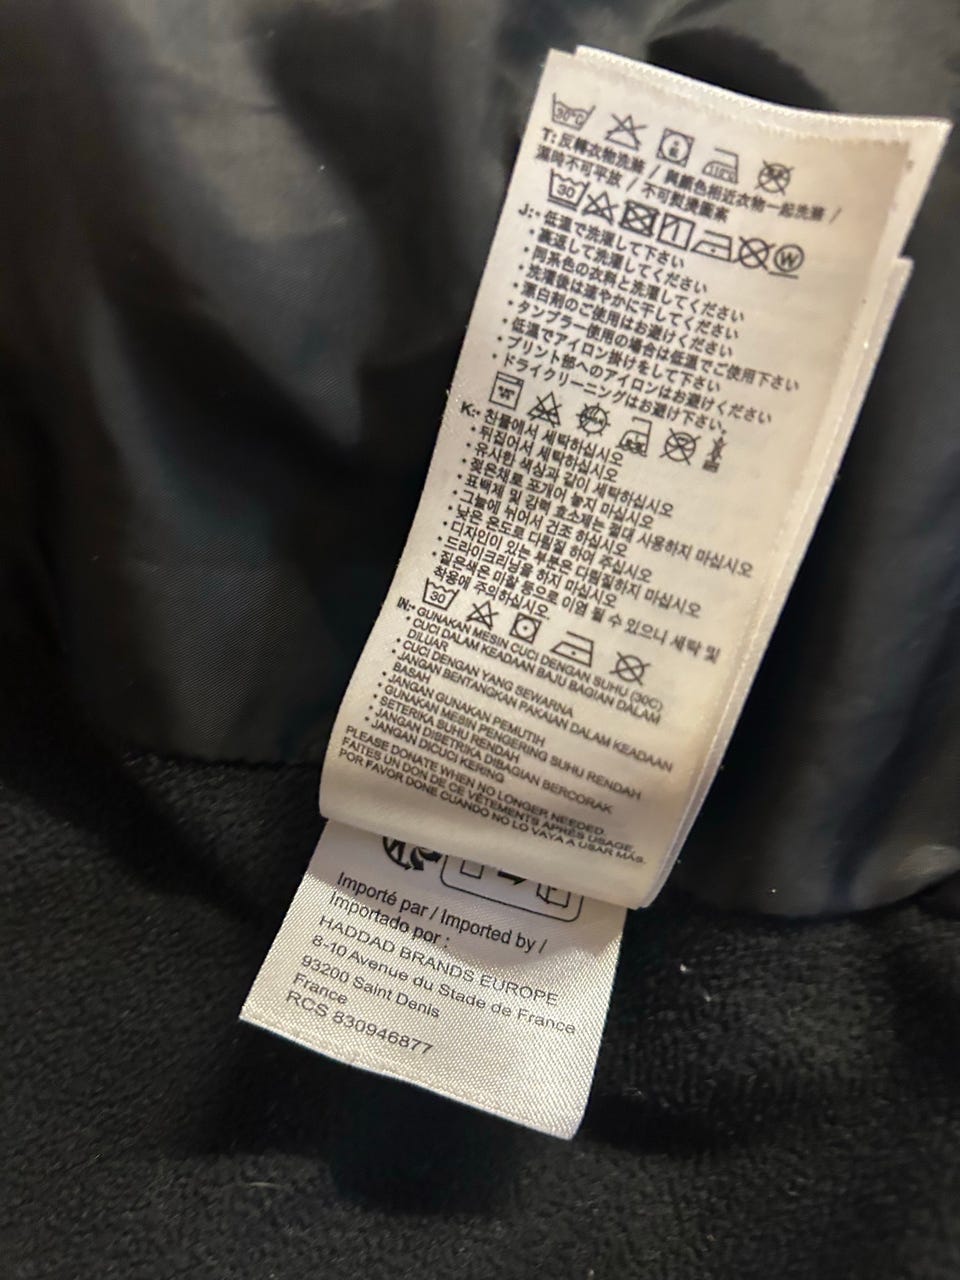 30°C
T: 反轉衣物洗滌 / 與顏色相近衣物一起洗滌 /
濕時不可平放 / 不可熨燙圖案
30 W
J: • 低温で洗濯して下さい
• 裏返して洗濯してください
• 同系色の衣料と洗濯してください
• 洗濯後は速やかに干してください
• 漂白剤のご使用はお避けください
• タンブラー使用の場合は低温でご使用下さい
• 低温でアイロン掛けをして下さい
• プリント部へのアイロンはお避けください
• ドライクリーニングはお避け下さい。
K: • 찬물에서 세탁하십시오
• 뒤집어서 세탁하십시오
• 유사한 색상과 같이 세탁하십시오
• 젖은채로 포개어 놓지 마십시오
• 표백제 및 강력 효소제는 절대 사용하지 마십시오
• 그늘에 뉘어서 건조 하십시오
• 낮은 온도로 다림질 하여 주십시오
• 디자인이 있는 부분은 다림질하지 마십시오
• 드라이크리닝을 하지 마십시오
• 짙은색은 마찰 등으로 이염 될 수 있으니 세탁 및
착용에 주의하십시오.
30
IN: • GUNAKAN MESIN CUCI DENGAN SUHU (30C)
• CUCI DALAM KEADAAN BAJU BAGIAN DALAM
DILUAR
• CUCI DENGAN YANG SEWARNA
• JANGAN BENTANGKAN PAKAIAN DALAM KEADAAN
BASAH
• JANGAN GUNAKAN PEMUTIH
• GUNAKAN MESIN PENGERING SUHU RENDAH
• SETERIKA SUHU RENDAH
• JANGAN DISETRIKA DIBAGIAN BERCORAK
• JANGAN DICUCI KERING
PLEASE DONATE WHEN NO LONGER NEEDED.
FAITES UN DON DE CE VÊTEMENTS APRÈS USAGE.
POR FAVOR DONE CUANDO NO LO VAYA A USAR MÁS.
Importé par / Imported by /
Importado por :
HADDAD BRANDS EUROPE
8-10 Avenue du Stade de France
93200 Saint Denis
France
RCS 830946877